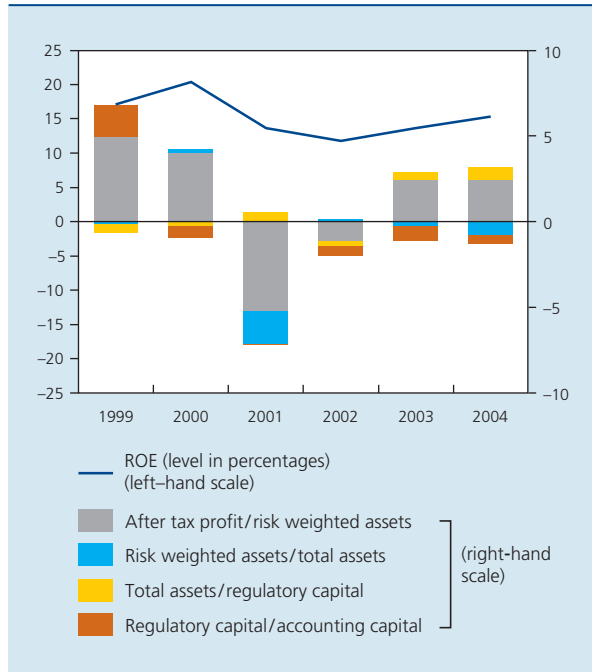 25
20
15
10
5
0
–5
–10
–15
–20
–25
10
5
0
–5
–10
1999 2000 2001 2002 2003 2004
ROE (level in percentages)
(left–hand scale)
After tax profit/risk weighted assets
Risk weighted assets/total assets
Total assets/regulatory capital
Regulatory capital/accounting capital
(right-hand
scale)